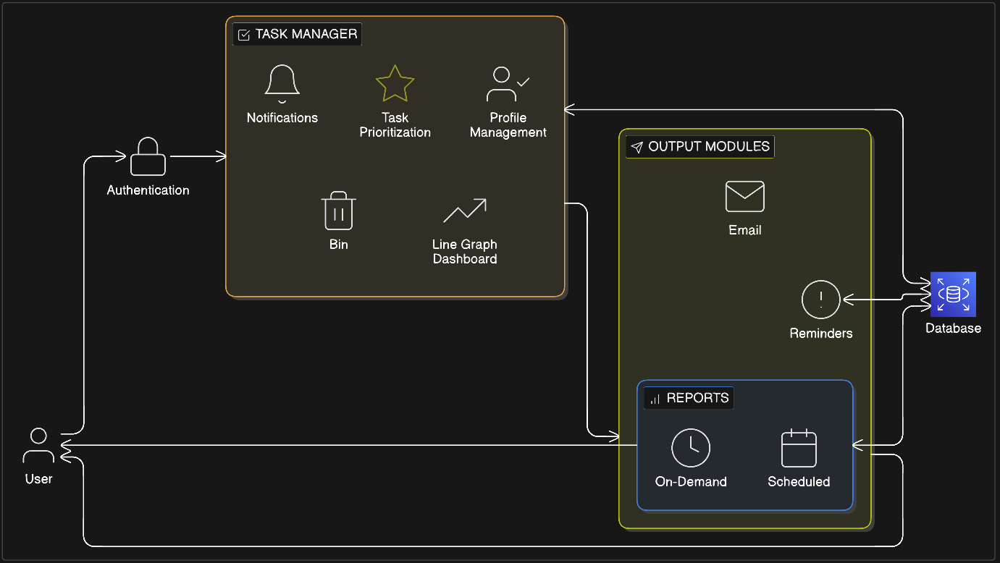 TASK MANAGER
Notifications
Task
Prioritization
Profile
Management
Authentication
Bin
Line Graph
Dashboard
OUTPUT MODULES
Email
Reminders
Database
REPORTS
On-Demand
Scheduled
User